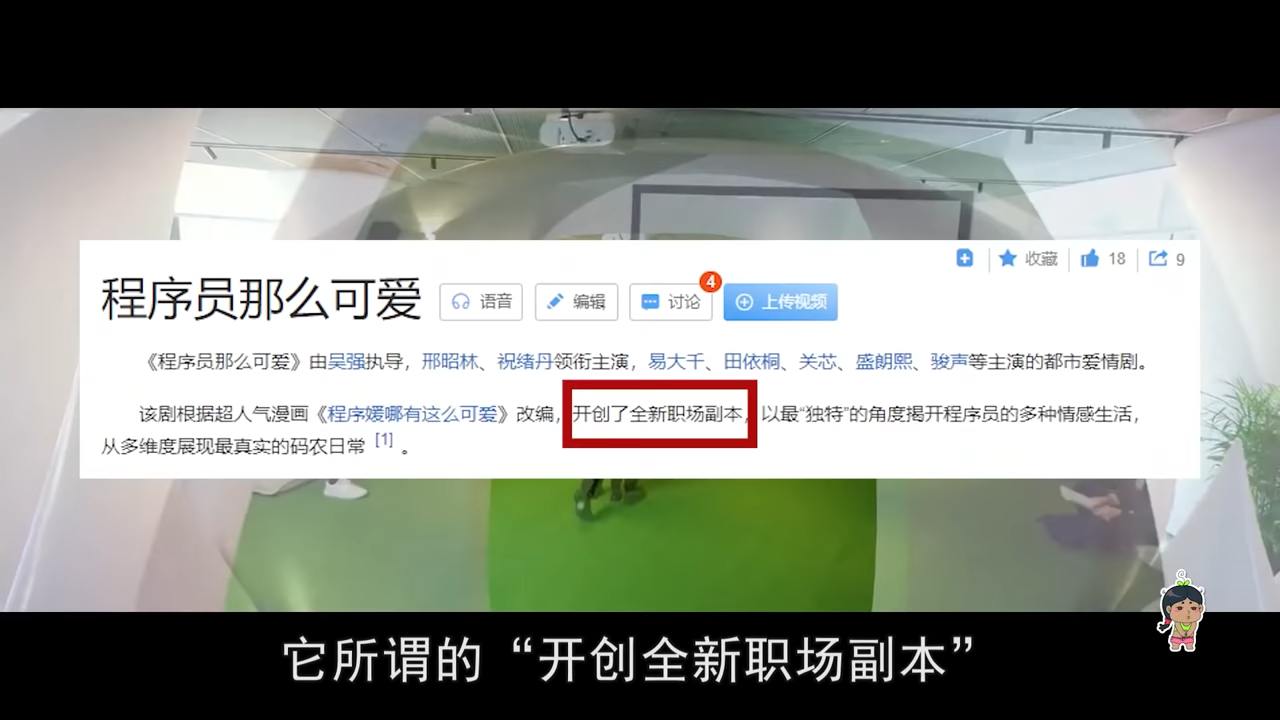 收藏 18 9
程序员那么可爱 语音 编辑 讨论 4 上传视频
《程序员那么可爱》由吴强执导，邢昭林、祝绪丹领衔主演，易大千、田依桐、关芯、盛朗熙、骏声等主演的都市爱情剧。
该剧根据超人气漫画《程序媛哪有这么可爱》改编，开创了全新职场副本，以最“独特”的角度揭开程序员的多种情感生活，
从多维度展现最真实的码农日常 [1] 。
它所谓的“开创全新职场副本”